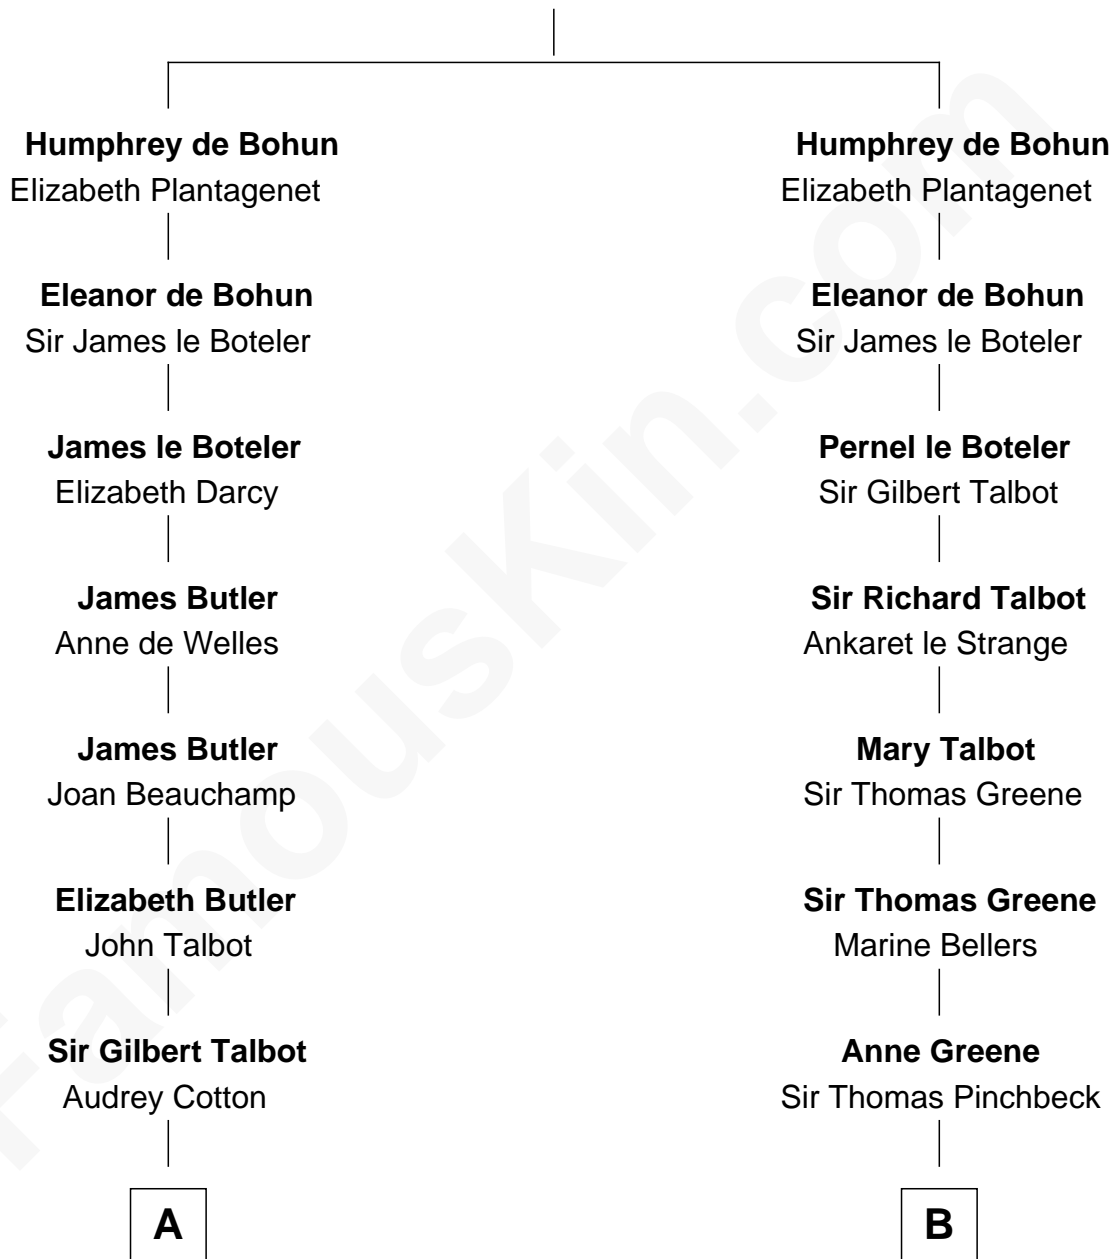 Humphrey de Bohun
Elizabeth Plantagenet
Eleanor de Bohun
Sir James le Boteler
James le Boteler
Elizabeth Darcy
James Butler
Anne de Welles
James Butler
Joan Beauchamp
Elizabeth Butler
John Talbot
Sir Gilbert Talbot
Audrey Cotton
A
Humphrey de Bohun
Elizabeth Plantagenet
Eleanor de Bohun
Sir James le Boteler
Pernel le Boteler
Sir Gilbert Talbot
Sir Richard Talbot
Ankaret le Strange
Mary Talbot
Sir Thomas Greene
Sir Thomas Greene
Marine Bellers
Anne Greene
Sir Thomas Pinchbeck
B
FamousKin.com